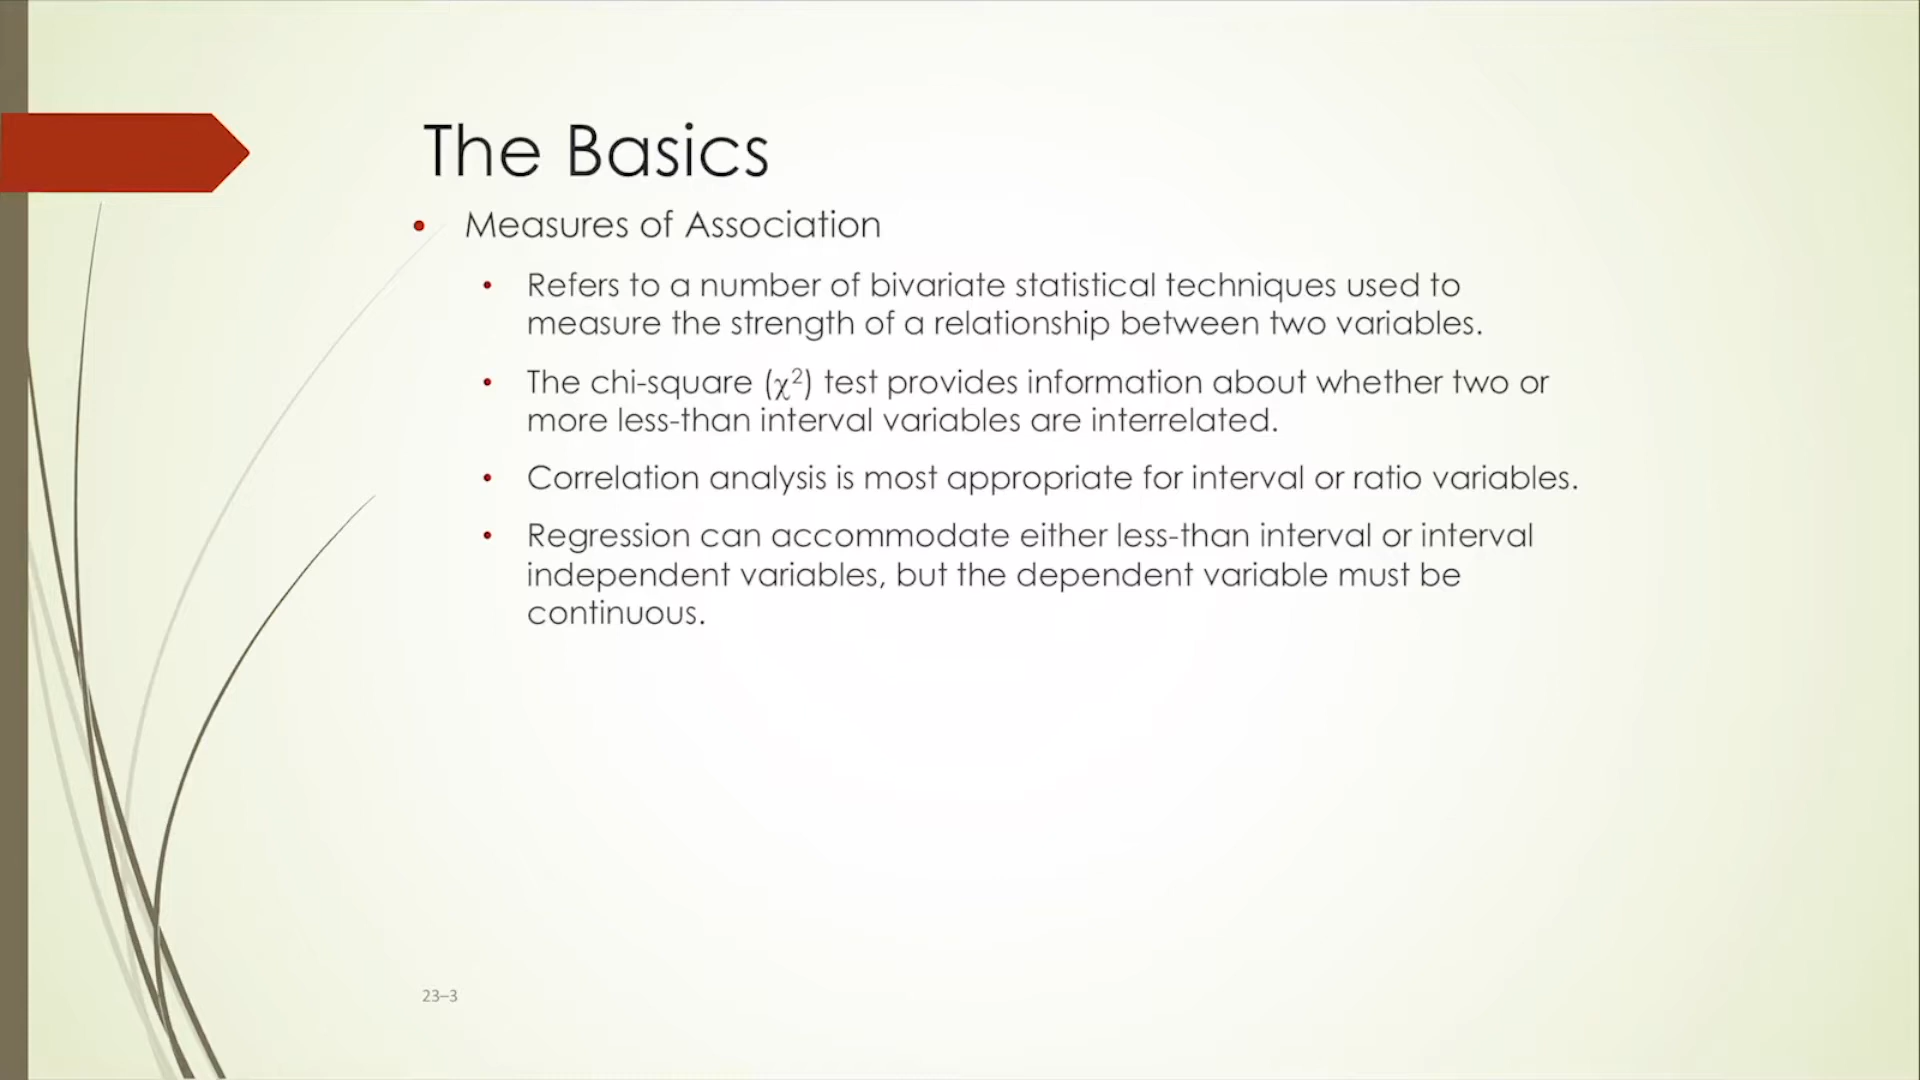 The Basics
• Measures of Association
• Refers to a number of bivariate statistical techniques used to
measure the strength of a relationship between two variables.
• The chi-square (χ²) test provides information about whether two or
more less-than interval variables are interrelated.
• Correlation analysis is most appropriate for interval or ratio variables.
• Regression can accommodate either less-than interval or interval
independent variables, but the dependent variable must be
continuous.
23–3